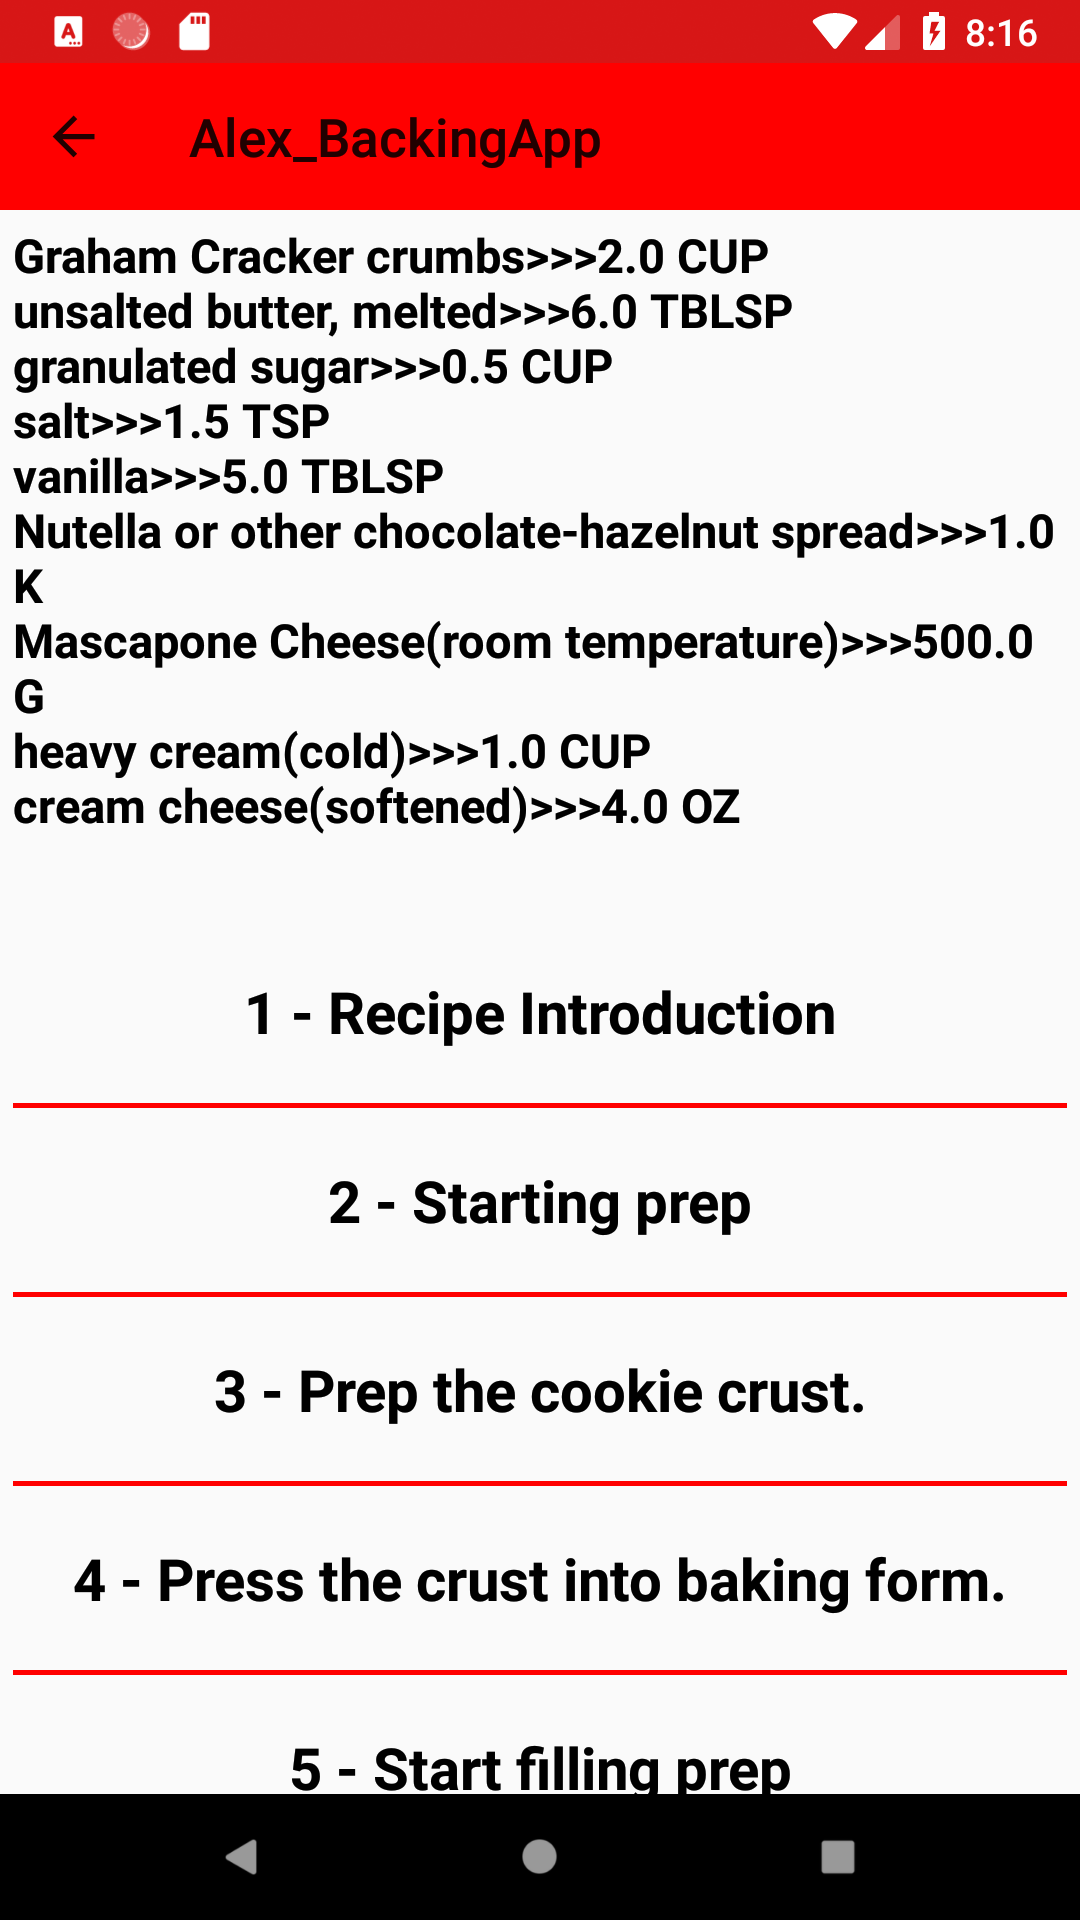 A
8:16
Alex_BackingApp
Graham Cracker crumbs>>>2.0 CUP
unsalted butter, melted>>>6.0 TBLSP
granulated sugar>>>0.5 CUP
salt>>>1.5 TSP
vanilla>>>5.0 TBLSP
Nutella or other chocolate-hazelnut spread>>>1.0
K
Mascapone Cheese(room temperature)>>>500.0
G
heavy cream(cold)>>>1.0 CUP
cream cheese(softened)>>>4.0 OZ
1 - Recipe Introduction
2 - Starting prep
3 - Prep the cookie crust.
4 - Press the crust into baking form.
5 - Start filling prep